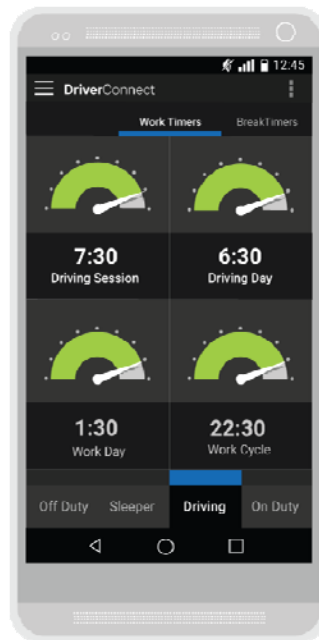 12:45
DriverConnect
Work Timers BreakTimers
7:30 6:30
Driving Session Driving Day
1:30 22:30
Work Day Work Cycle
Off Duty Sleeper Driving On Duty